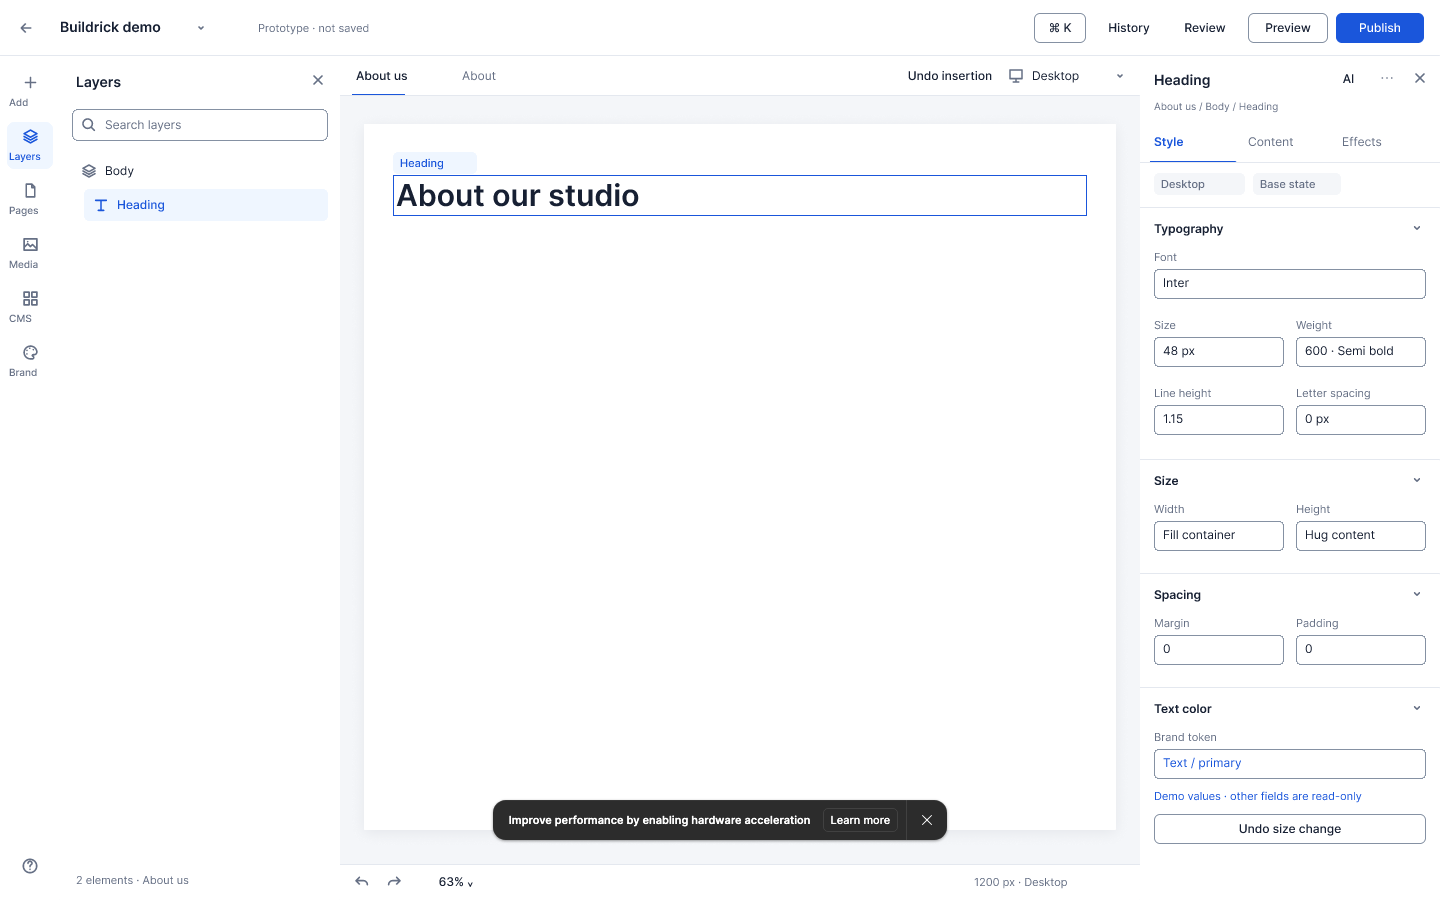 Buildrick demo
Prototype · not saved
⌘ K
History
Review
Preview
Publish
Add
Layers
Pages
Media
CMS
Brand
Layers
Search layers
Body
Heading
2 elements · About us
About us
About
Undo insertion
Desktop
Heading
About our studio
Improve performance by enabling hardware acceleration
Learn more
63%
1200 px · Desktop
Heading
AI
About us / Body / Heading
Style
Content
Effects
Desktop
Base state
Typography
Font
Inter
Size
Weight
48 px
600 · Semi bold
Line height
Letter spacing
1.15
0 px
Size
Width
Height
Fill container
Hug content
Spacing
Margin
Padding
0
0
Text color
Brand token
Text / primary
Demo values · other fields are read-only
Undo size change